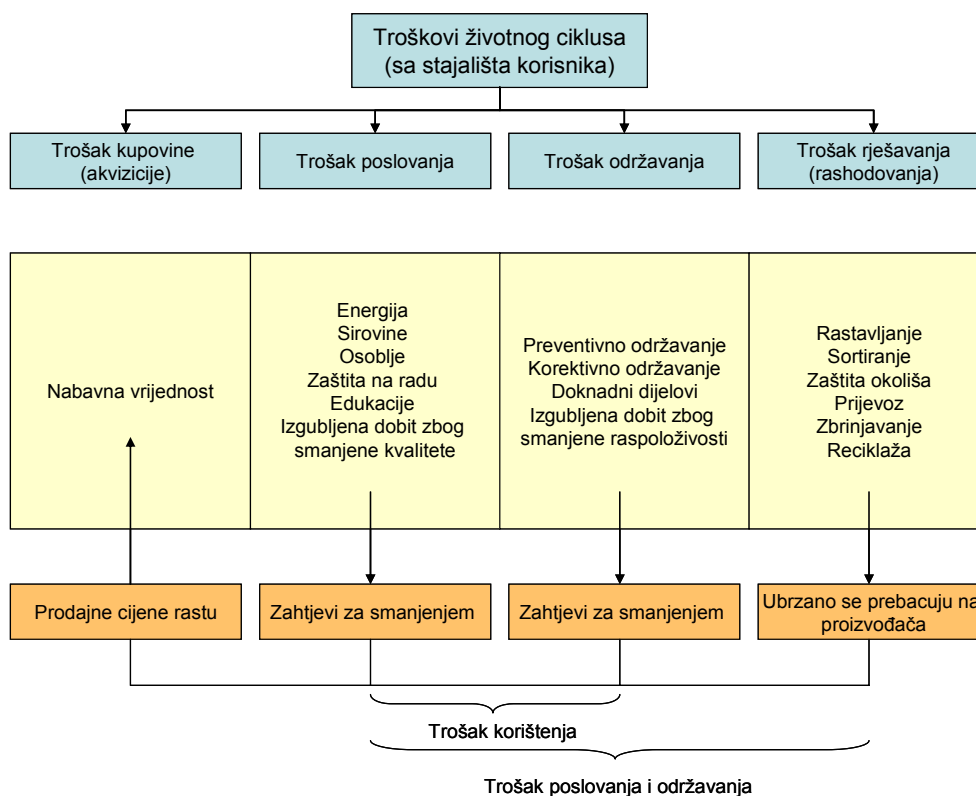 Troškovi životnog ciklusa
(sa stajališta korisnika)
Trošak kupovine
(akvizicije)
Trošak poslovanja
Trošak održavanja
Trošak rješavanja
(rashodovanja)
Nabavna vrijednost
Energija
Sirovine
Osoblje
Zaštita na radu
Edukacije
Izgubljena dobit zbog
smanjene kvalitete
Preventivno održavanje
Korektivno održavanje
Doknadni dijelovi
Izgubljena dobit zbog
smanjene raspoloživosti
Rastavljanje
Sortiranje
Zaštita okoliša
Prijevoz
Zbrinjavanje
Reciklaža
Prodajne cijene rastu
Zahtjevi za smanjenjem
Zahtjevi za smanjenjem
Ubrzano se prebacuju na
proizvođača
Trošak korištenja
Trošak poslovanja i održavanja